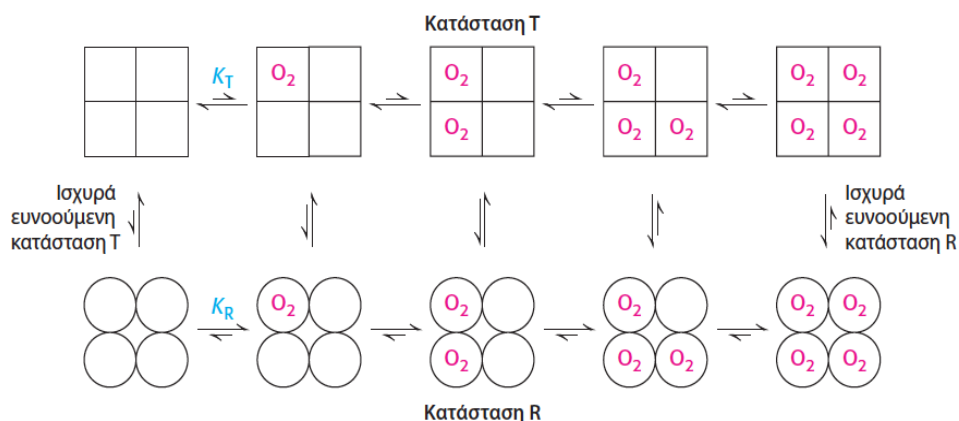 Κατάσταση T
K_T
O₂
O₂
O₂
O₂
O₂ O₂
O₂ O₂
O₂ O₂
Ισχυρά
ευνοούμενη
κατάσταση T
Ισχυρά
ευνοούμενη
κατάσταση R
K_R
O₂
O₂
O₂
O₂
O₂ O₂
O₂ O₂
O₂ O₂
Κατάσταση R